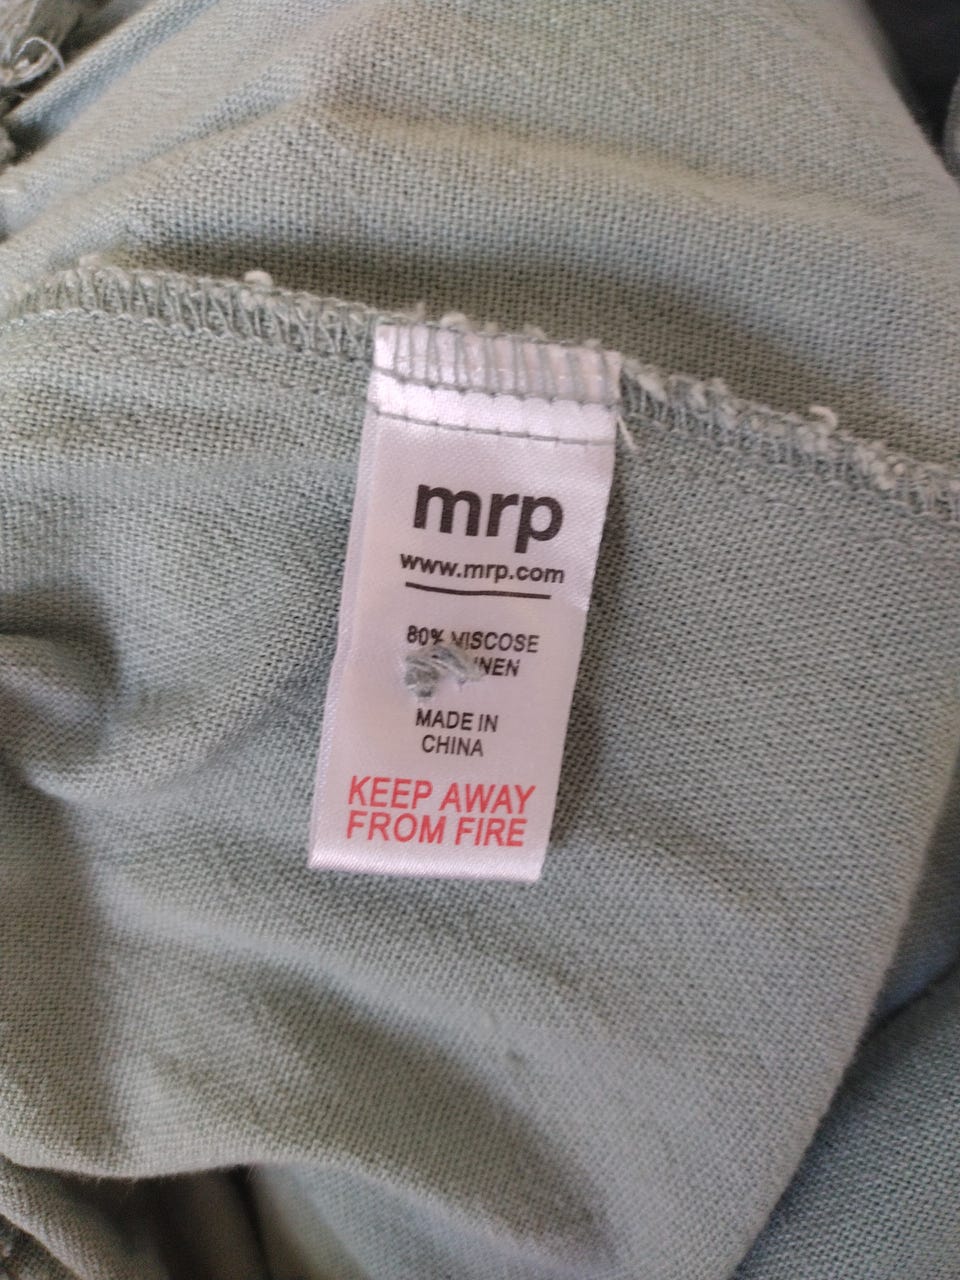 mrp
www.mrp.com
80% VISCOSE
MADE IN
CHINA
KEEP AWAY
FROM FIRE